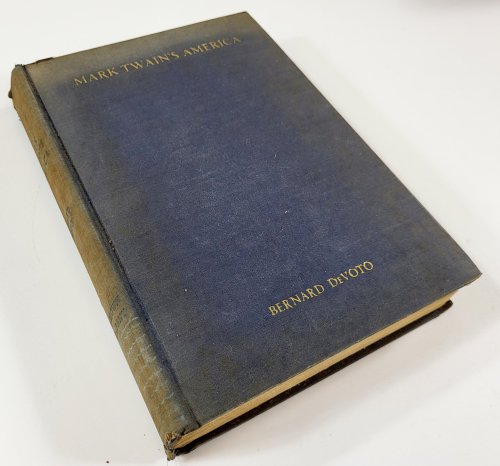 MARK TWAIN'S AMERICA
BERNARD DeVOTO